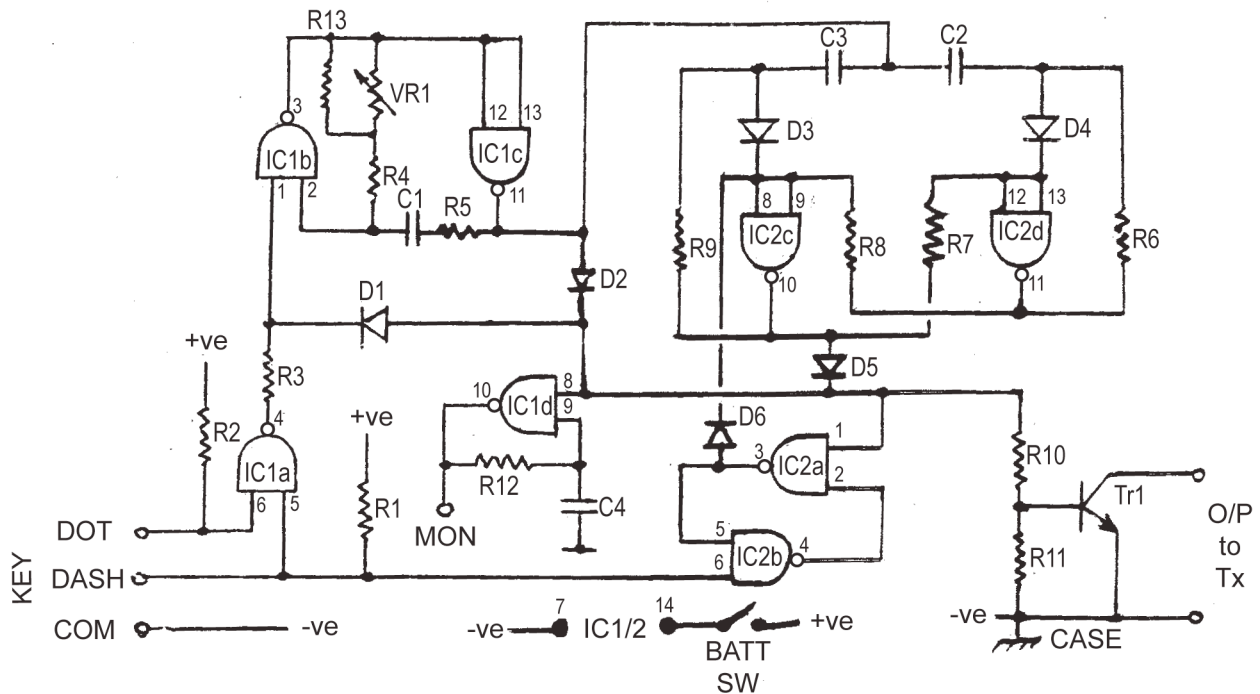 R13
C3
C2
VR1
3
12
13
D3
D4
IC1b
IC1c
1
2
R4
C1
R5
11
8
9
12
13
IC2c
IC2d
R9
R8
R7
R6
10
11
D1
D2
+ve
R3
D5
10
8
9
IC1d
D6
+ve
R2
4
3
1
2
IC2a
R10
IC1a
R12
Tr1
6
5
R1
MON
C4
5
6
4
IC2b
R11
O/P
to
Tx
KEY
DOT
DASH
COM
-ve
-ve
7
IC1/2
14
+ve
BATT
SW
-ve
CASE